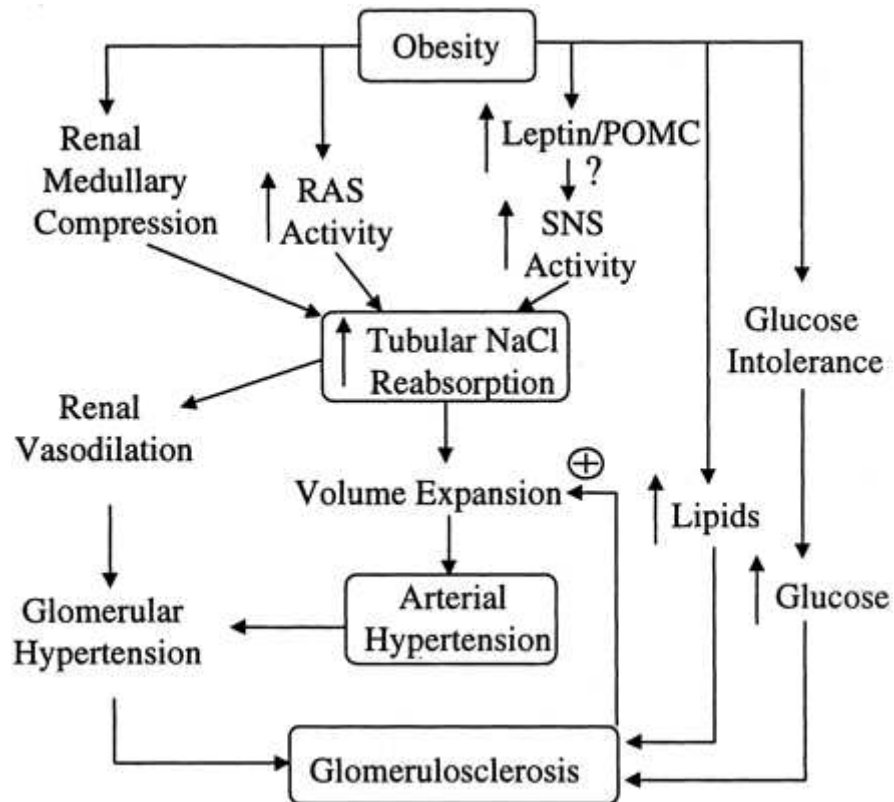 Obesity
Renal
Medullary
Compression
RAS
Activity
Leptin/POMC
?
SNS
Activity
Tubular NaCl
Reabsorption
Glucose
Intolerance
Renal
Vasodilation
+
Volume Expansion
Lipids
Glucose
Arterial
Hypertension
Glomerular
Hypertension
Glomerulosclerosis